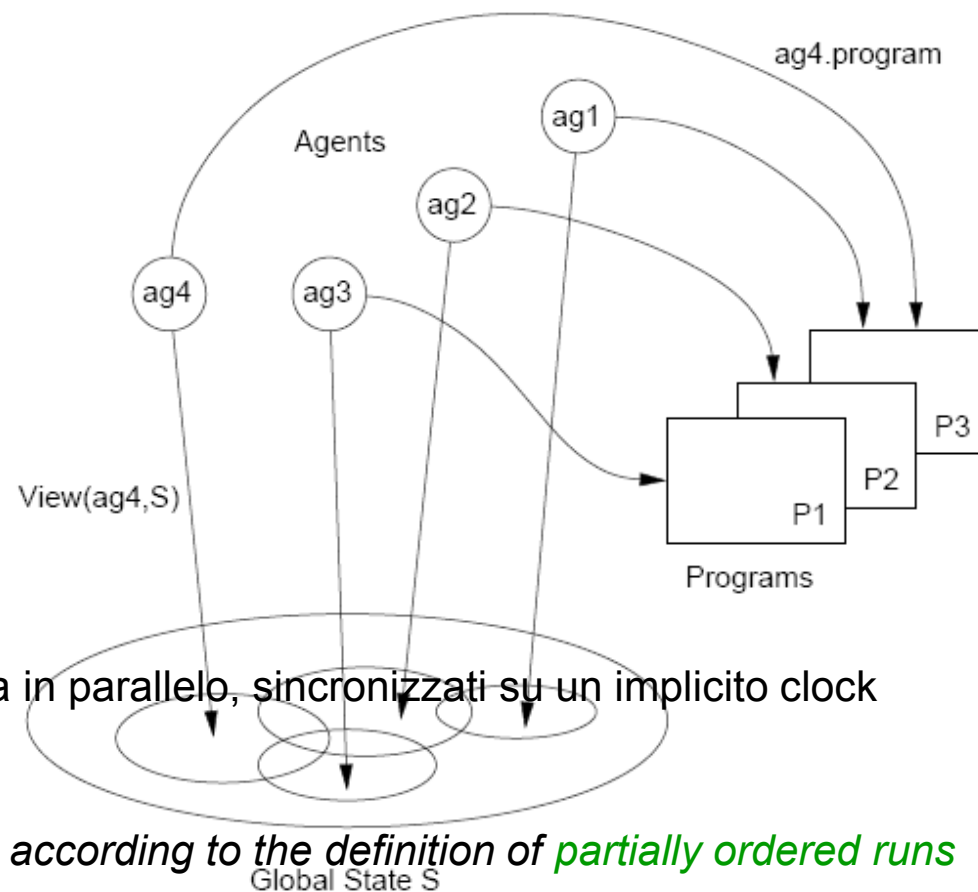 ag4.program
ag1
Agents
ag2
ag4
ag3
P3
P2
View(ag4,S)
P1
Programs
a in parallelo, sincronizzati su un implicito clock
according to the definition of partially ordered runs
Global State S